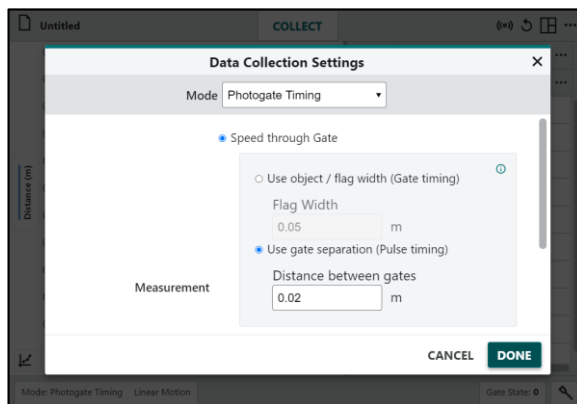 Untitled
COLLECT
Data Collection Settings
Mode Photogate Timing
Speed through Gate
Use object / flag width (Gate timing)
Flag Width
0.05 m
Use gate separation (Pulse timing)
Distance between gates
Measurement
0.02 m
Distance (m)
CANCEL DONE
Mode: Photogate Timing Linear Motion Gate State: 0